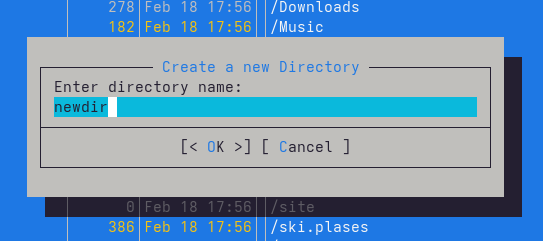 278 Feb 18 17:56 /Downloads
182 Feb 18 17:56 /Music
Create a new Directory
Enter directory name:
newdir
[< OK >] [ Cancel ]
0 Feb 18 17:56 /site
386 Feb 18 17:56 /ski.plases